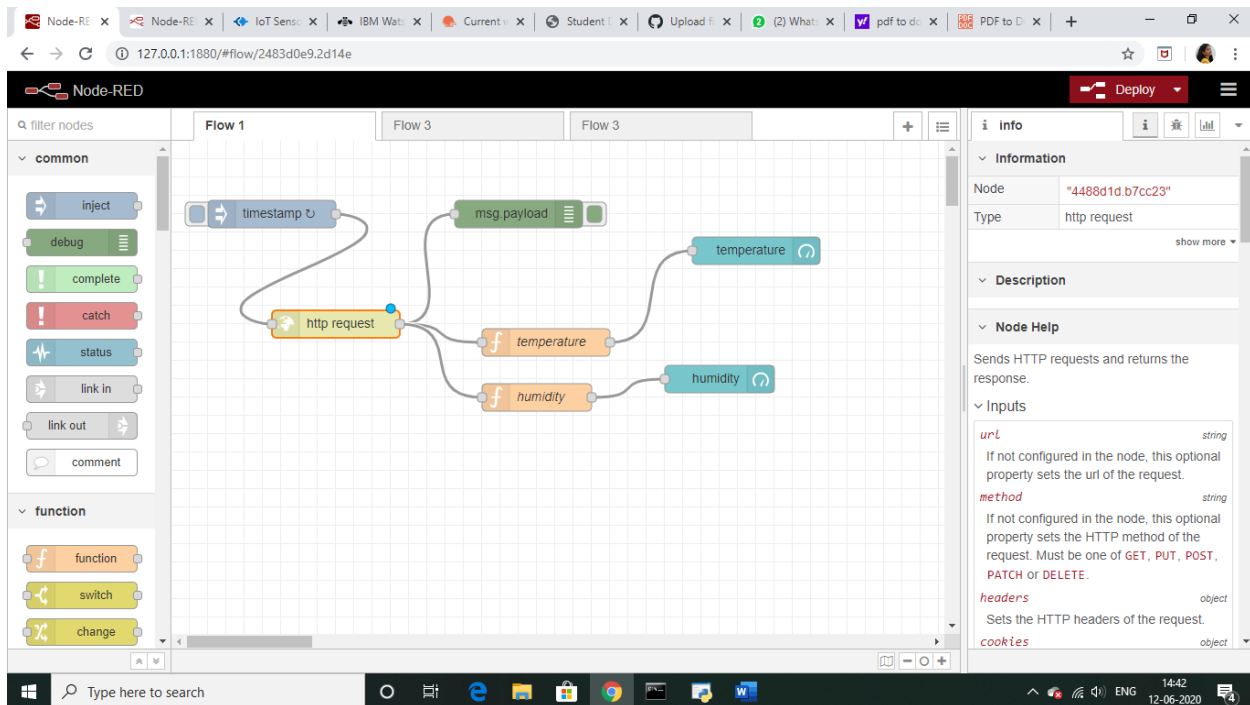 Node-RE
Node-RE
IoT Senso
IBM Wats
Current w
Student D
Upload fi
(2) Whats
pdf to do
PDF to D
127.0.0.1:1880/#flow/2483d0e9.2d14e
Node-RED
Deploy
filter nodes
Flow 1
Flow 3
Flow 3
i info
common
inject
debug
complete
catch
status
link in
link out
comment
function
function
switch
change
timestamp ↻
msg.payload
temperature
http request
temperature
humidity
humidity
Information
Node "4488d1d.b7cc23"
Type http request
show more
Description
Node Help
Sends HTTP requests and returns the
response.
Inputs
url string
If not configured in the node, this optional
property sets the url of the request.
method string
If not configured in the node, this optional
property sets the HTTP method of the
request. Must be one of GET, PUT, POST,
PATCH or DELETE.
headers object
Sets the HTTP headers of the request.
cookies object
Type here to search
ENG
14:42
12-06-2020